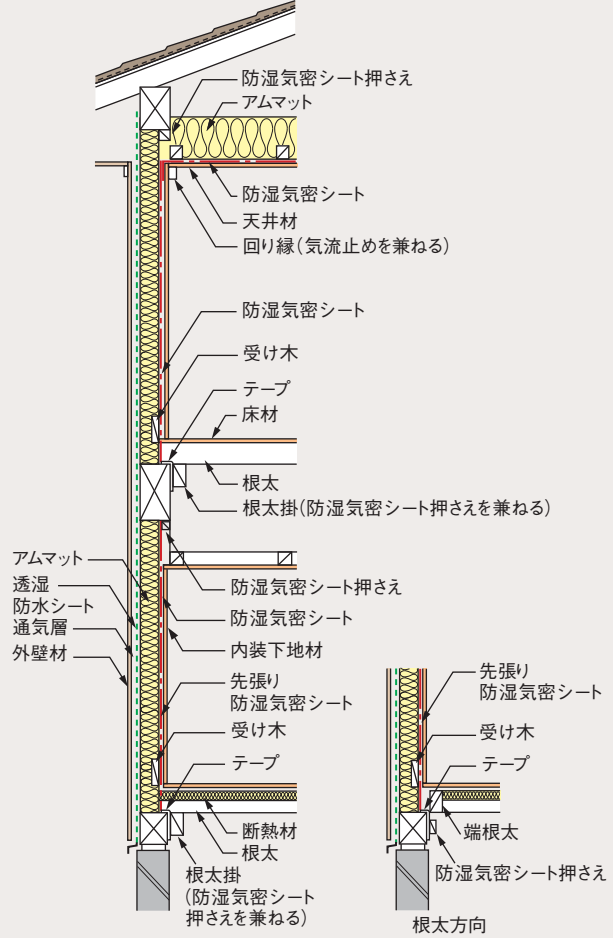 防湿気密シート押さえ
アムマット
防湿気密シート
天井材
回り縁（気流止めを兼ねる）
防湿気密シート
受け木
テープ
床材
根太
根太掛（防湿気密シート押さえを兼ねる）
アムマット
透湿
防水シート
通気層
外壁材
防湿気密シート押さえ
防湿気密シート
内装下地材
先張り
防湿気密シート
受け木
テープ
断熱材
根太
根太掛
（防湿気密シート
押さえを兼ねる）
先張り
防湿気密シート
受け木
テープ
端根太
防湿気密シート押さえ
根太方向